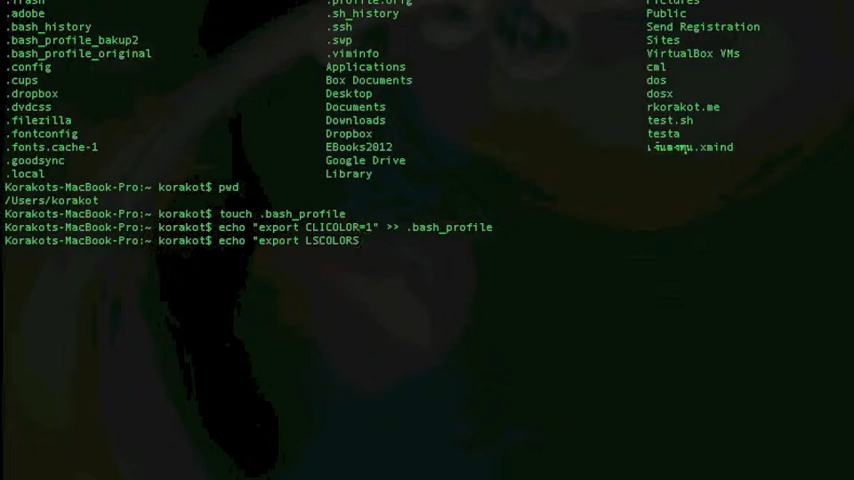 .profile.orig
.adobe .sh_history Public
.bash_history .ssh Send Registration
.bash_profile_bakup2 .swp Sites
.bash_profile_original .viminfo VirtualBox VMs
.config Applications cml
.cups Box Documents dos
.dropbox Desktop dosx
.dvdcss Documents rkorakot.me
.filezilla Downloads test.sh
.fontconfig Dropbox testa
.fonts.cache-1 EBooks2012 .xmind
.goodsync Google Drive
.local Library
Korakots-MacBook-Pro:~ korakot$ pwd
/Users/korakot
Korakots-MacBook-Pro:~ korakot$ touch .bash_profile
Korakots-MacBook-Pro:~ korakot$ echo "export CLICOLOR=1" >> .bash_profile
Korakots-MacBook-Pro:~ korakot$ echo "export LSCOLORS